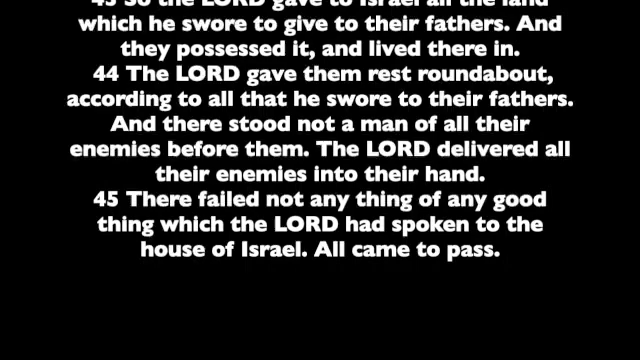 43 So the LORD gave to Israel all the land
which he swore to give to their fathers. And
they possessed it, and lived there in.
44 The LORD gave them rest roundabout,
according to all that he swore to their fathers.
And there stood not a man of all their
enemies before them. The LORD delivered all
their enemies into their hand.
45 There failed not any thing of any good
thing which the LORD had spoken to the
house of Israel. All came to pass.